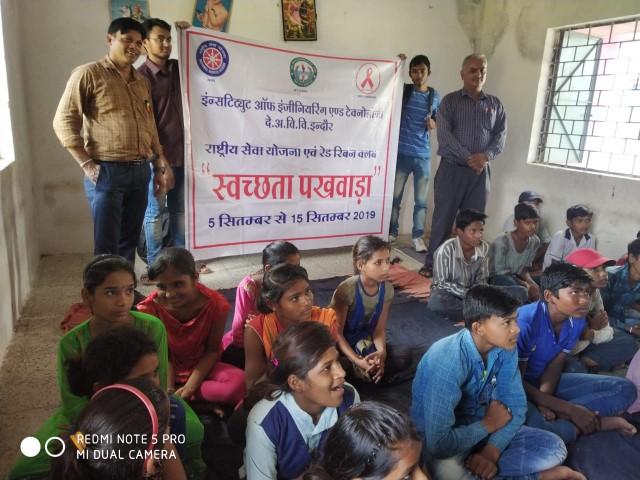 इंन्सटिच्युट ऑफ इंजीनियरिंग एण्ड टेक्नोलाजी
दे.अ.वि.वि.इन्दौर
राष्ट्रीय सेवा योजना एवं रेड रिबन क्लब
"स्वच्छता पखवाड़ा"
5 सितम्बर से 15 सितम्बर 2019
REDMI NOTE 5 PRO
MI DUAL CAMERA